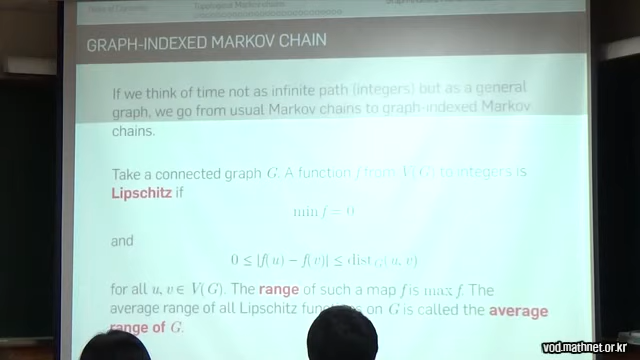 Topological Markov chains
GRAPH-INDEXED MARKOV CHAIN
If we think of time not as infinite path (integers) but as a general
graph, we go from usual Markov chains to graph-indexed Markov
chains.
Take a connected graph G. A function f from V(G) to integers is
Lipschitz if
min f = 0
and
0 ≤ |f(u) − f(v)| ≤ dist_G(u, v)
for all u, v ∈ V(G). The range of such a map f is max f. The
average range of all Lipschitz functions on G is called the average
range of G.
vod.mathnet.or.kr